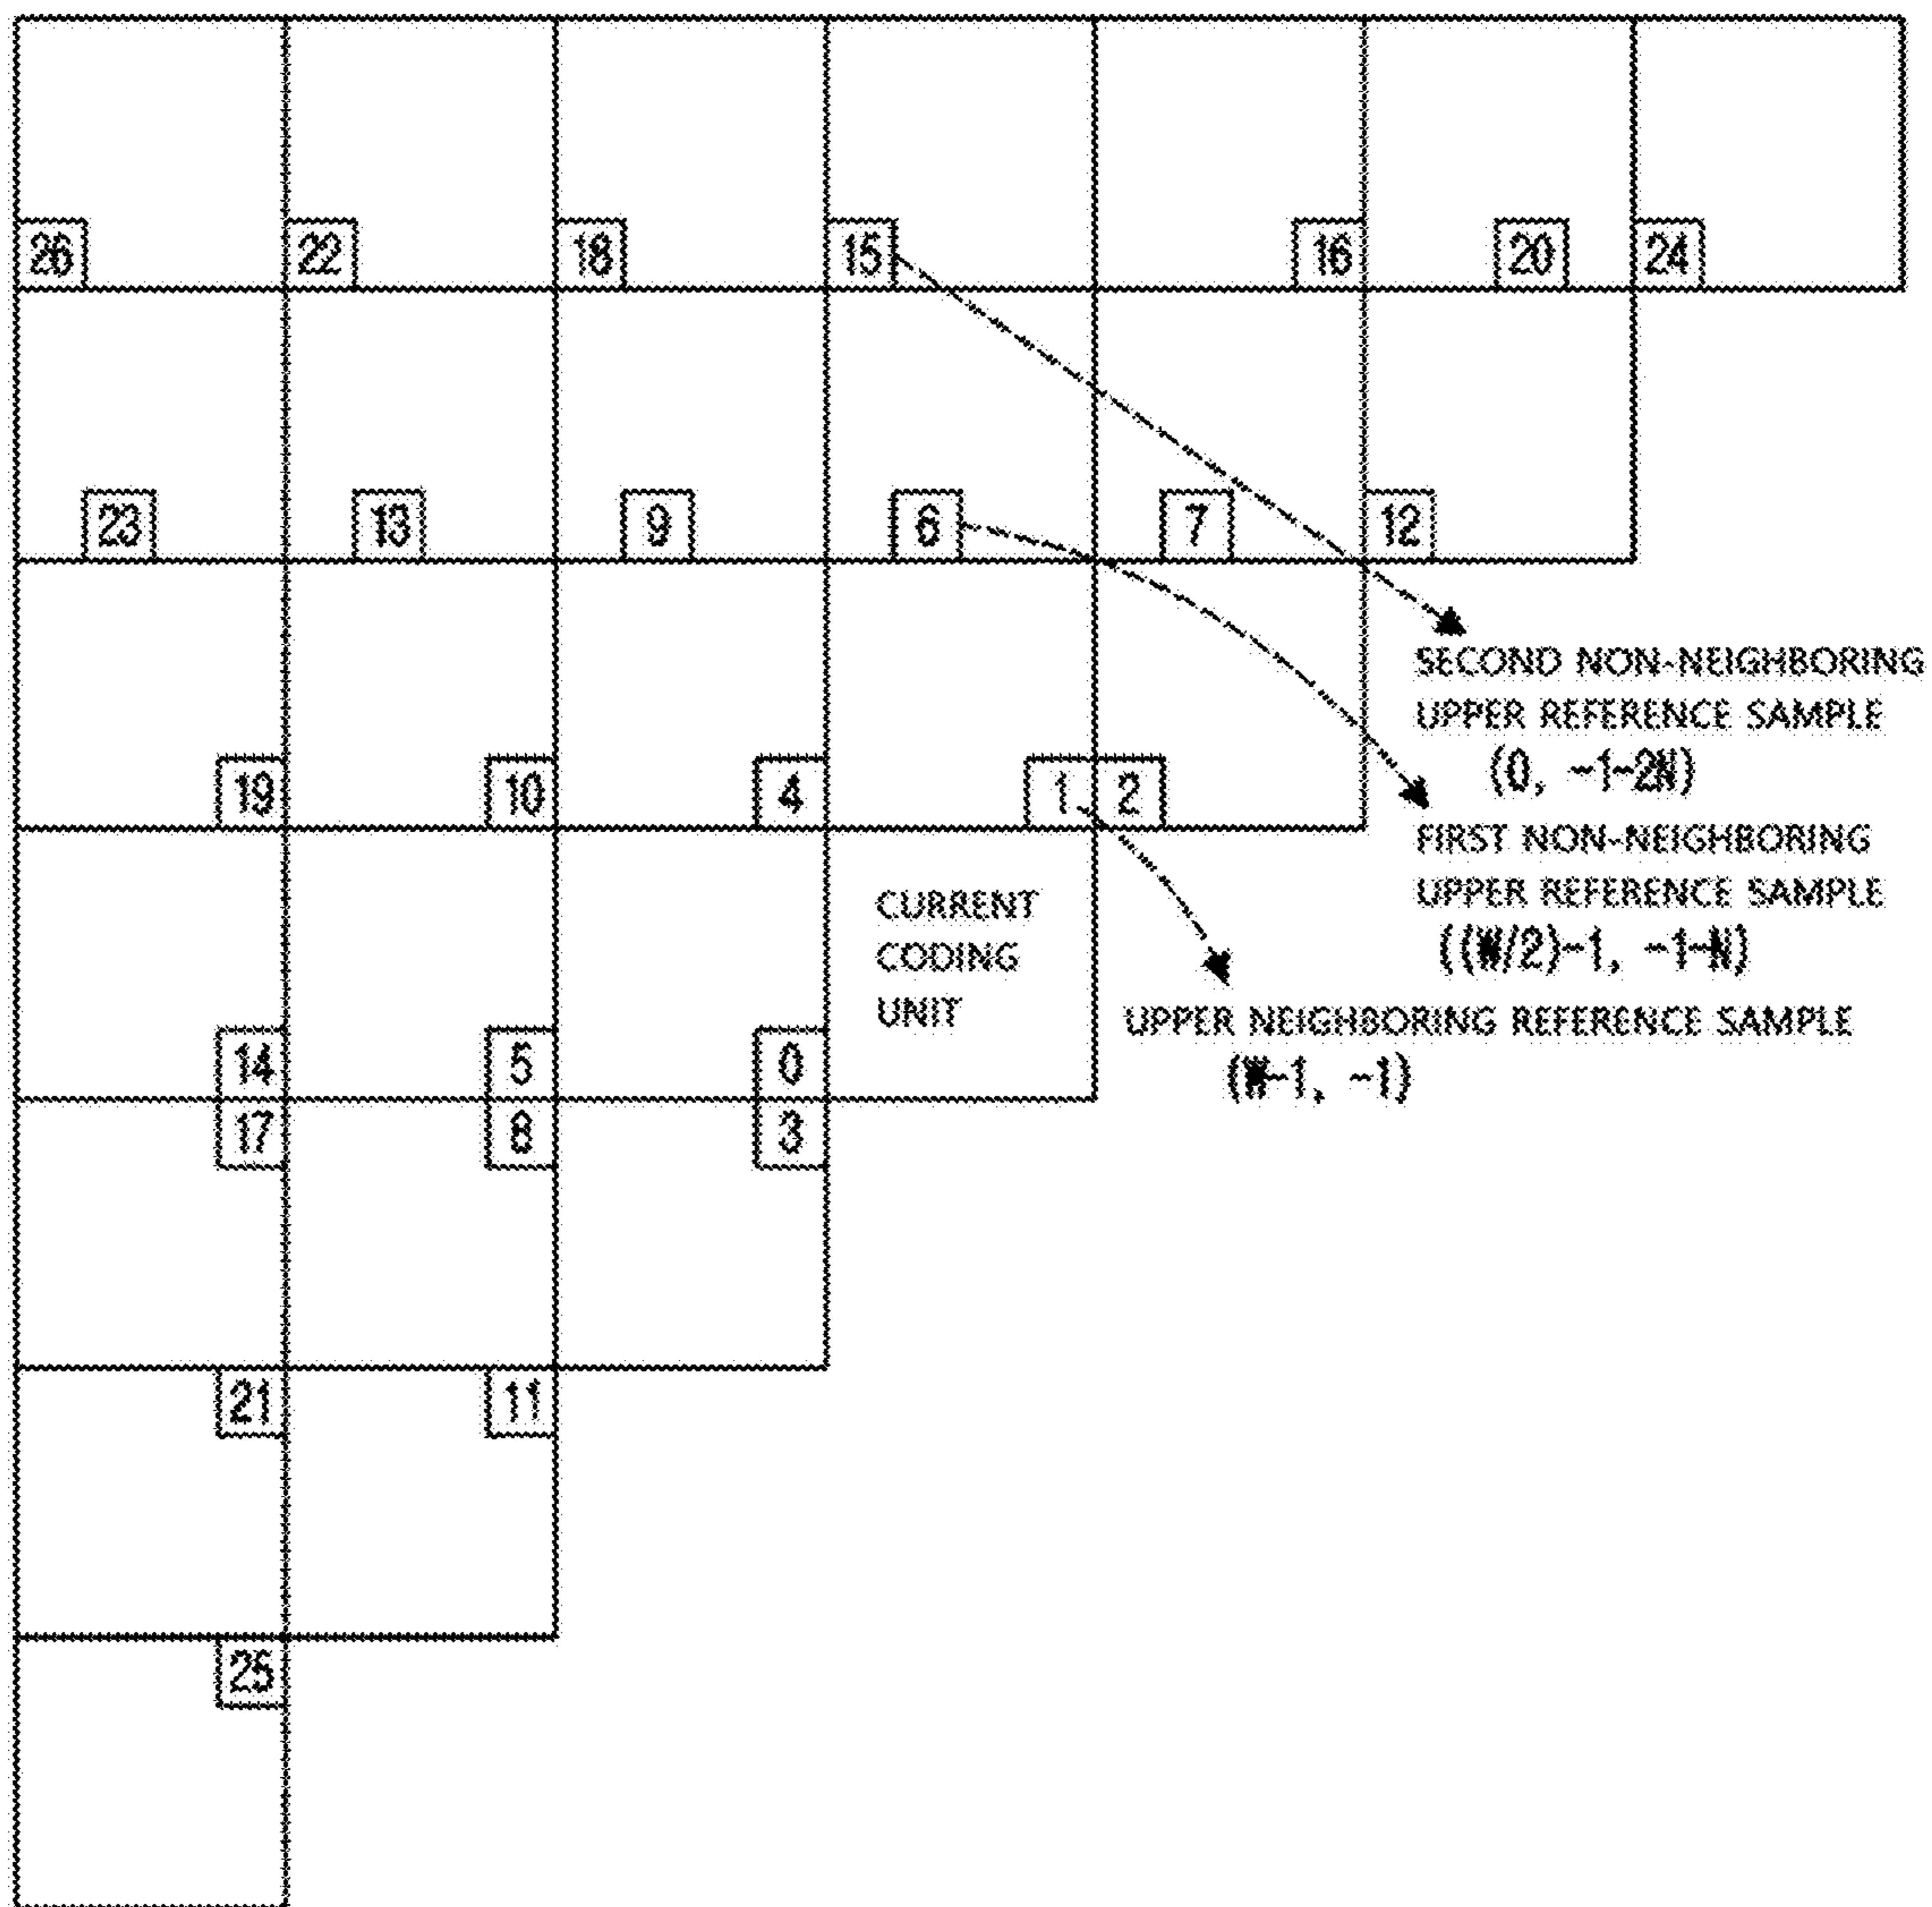 26 22 18 15 16 20 24
23 13 9 6 7 12
SECOND NON-NEIGHBORING
UPPER REFERENCE SAMPLE
(0, -1-2N)
19 10 4 1 2
FIRST NON-NEIGHBORING
UPPER REFERENCE SAMPLE
((W/2)-1, -1-N)
CURRENT
CODING
UNIT
UPPER NEIGHBORING REFERENCE SAMPLE
(W-1, -1)
14 5 0
17 8 3
21 11
25